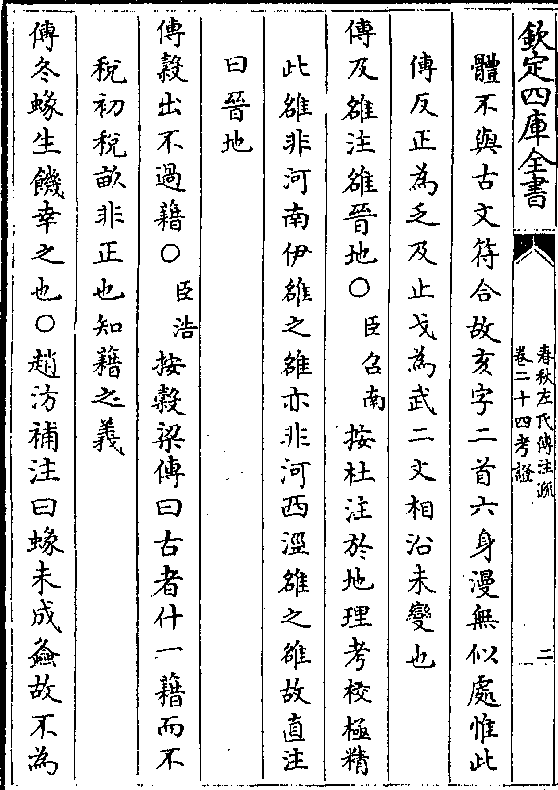 欽定四庫全書
春秋左氏傳注疏
卷二十四考證
二
體不與古文符合故亥字二首六身漫無似處惟此
傳反正為乏及止戈為武二文相沿未變也
傳及雒注雒晉地○臣召南按杜注於地理考校極精
此雒非河南伊雒之雒亦非河西涇雒之雒故直注
曰晉地
傳穀出不過藉○臣浩按穀梁傳曰古者什一藉而不
稅初稅畝非正也知藉之義
傳冬蝝生饑幸之也○趙汸補注曰蝝未成螽故不為